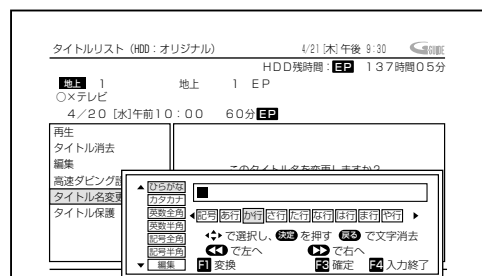 タイトルリスト（HDD：オリジナル） 4/21［木］午後 9:30 GGUIDE
HDD残時間：EP 137時間05分
地上 1 地上 1 EP
○×テレビ
4/20［水］午前10：00 60分EP
再生
タイトル消去
編集
高速ダビング
タイトル名変更
タイトル保護
このタイトル名を変更しますか？
ひらがな
カタカナ
英数全角
英数半角
記号全角
記号半角
編集
記号 あ行 か行 さ行 た行 な行 は行 ま行 や行
で選択し、決定を押す 戻るで文字消去
で左へ で右へ
F1 変換 F3 確定 F4 入力終了